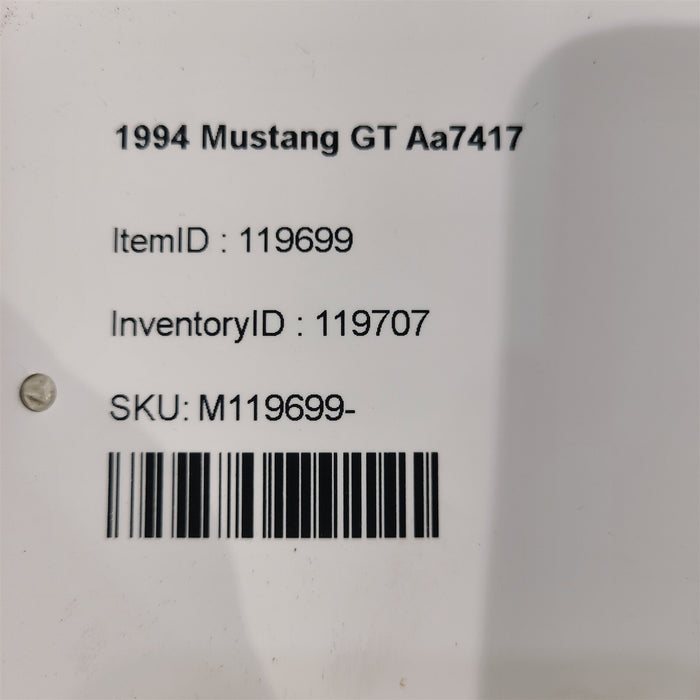 1994 Mustang GT Aa7417
ItemID : 119699
InventoryID : 119707
SKU: M119699-